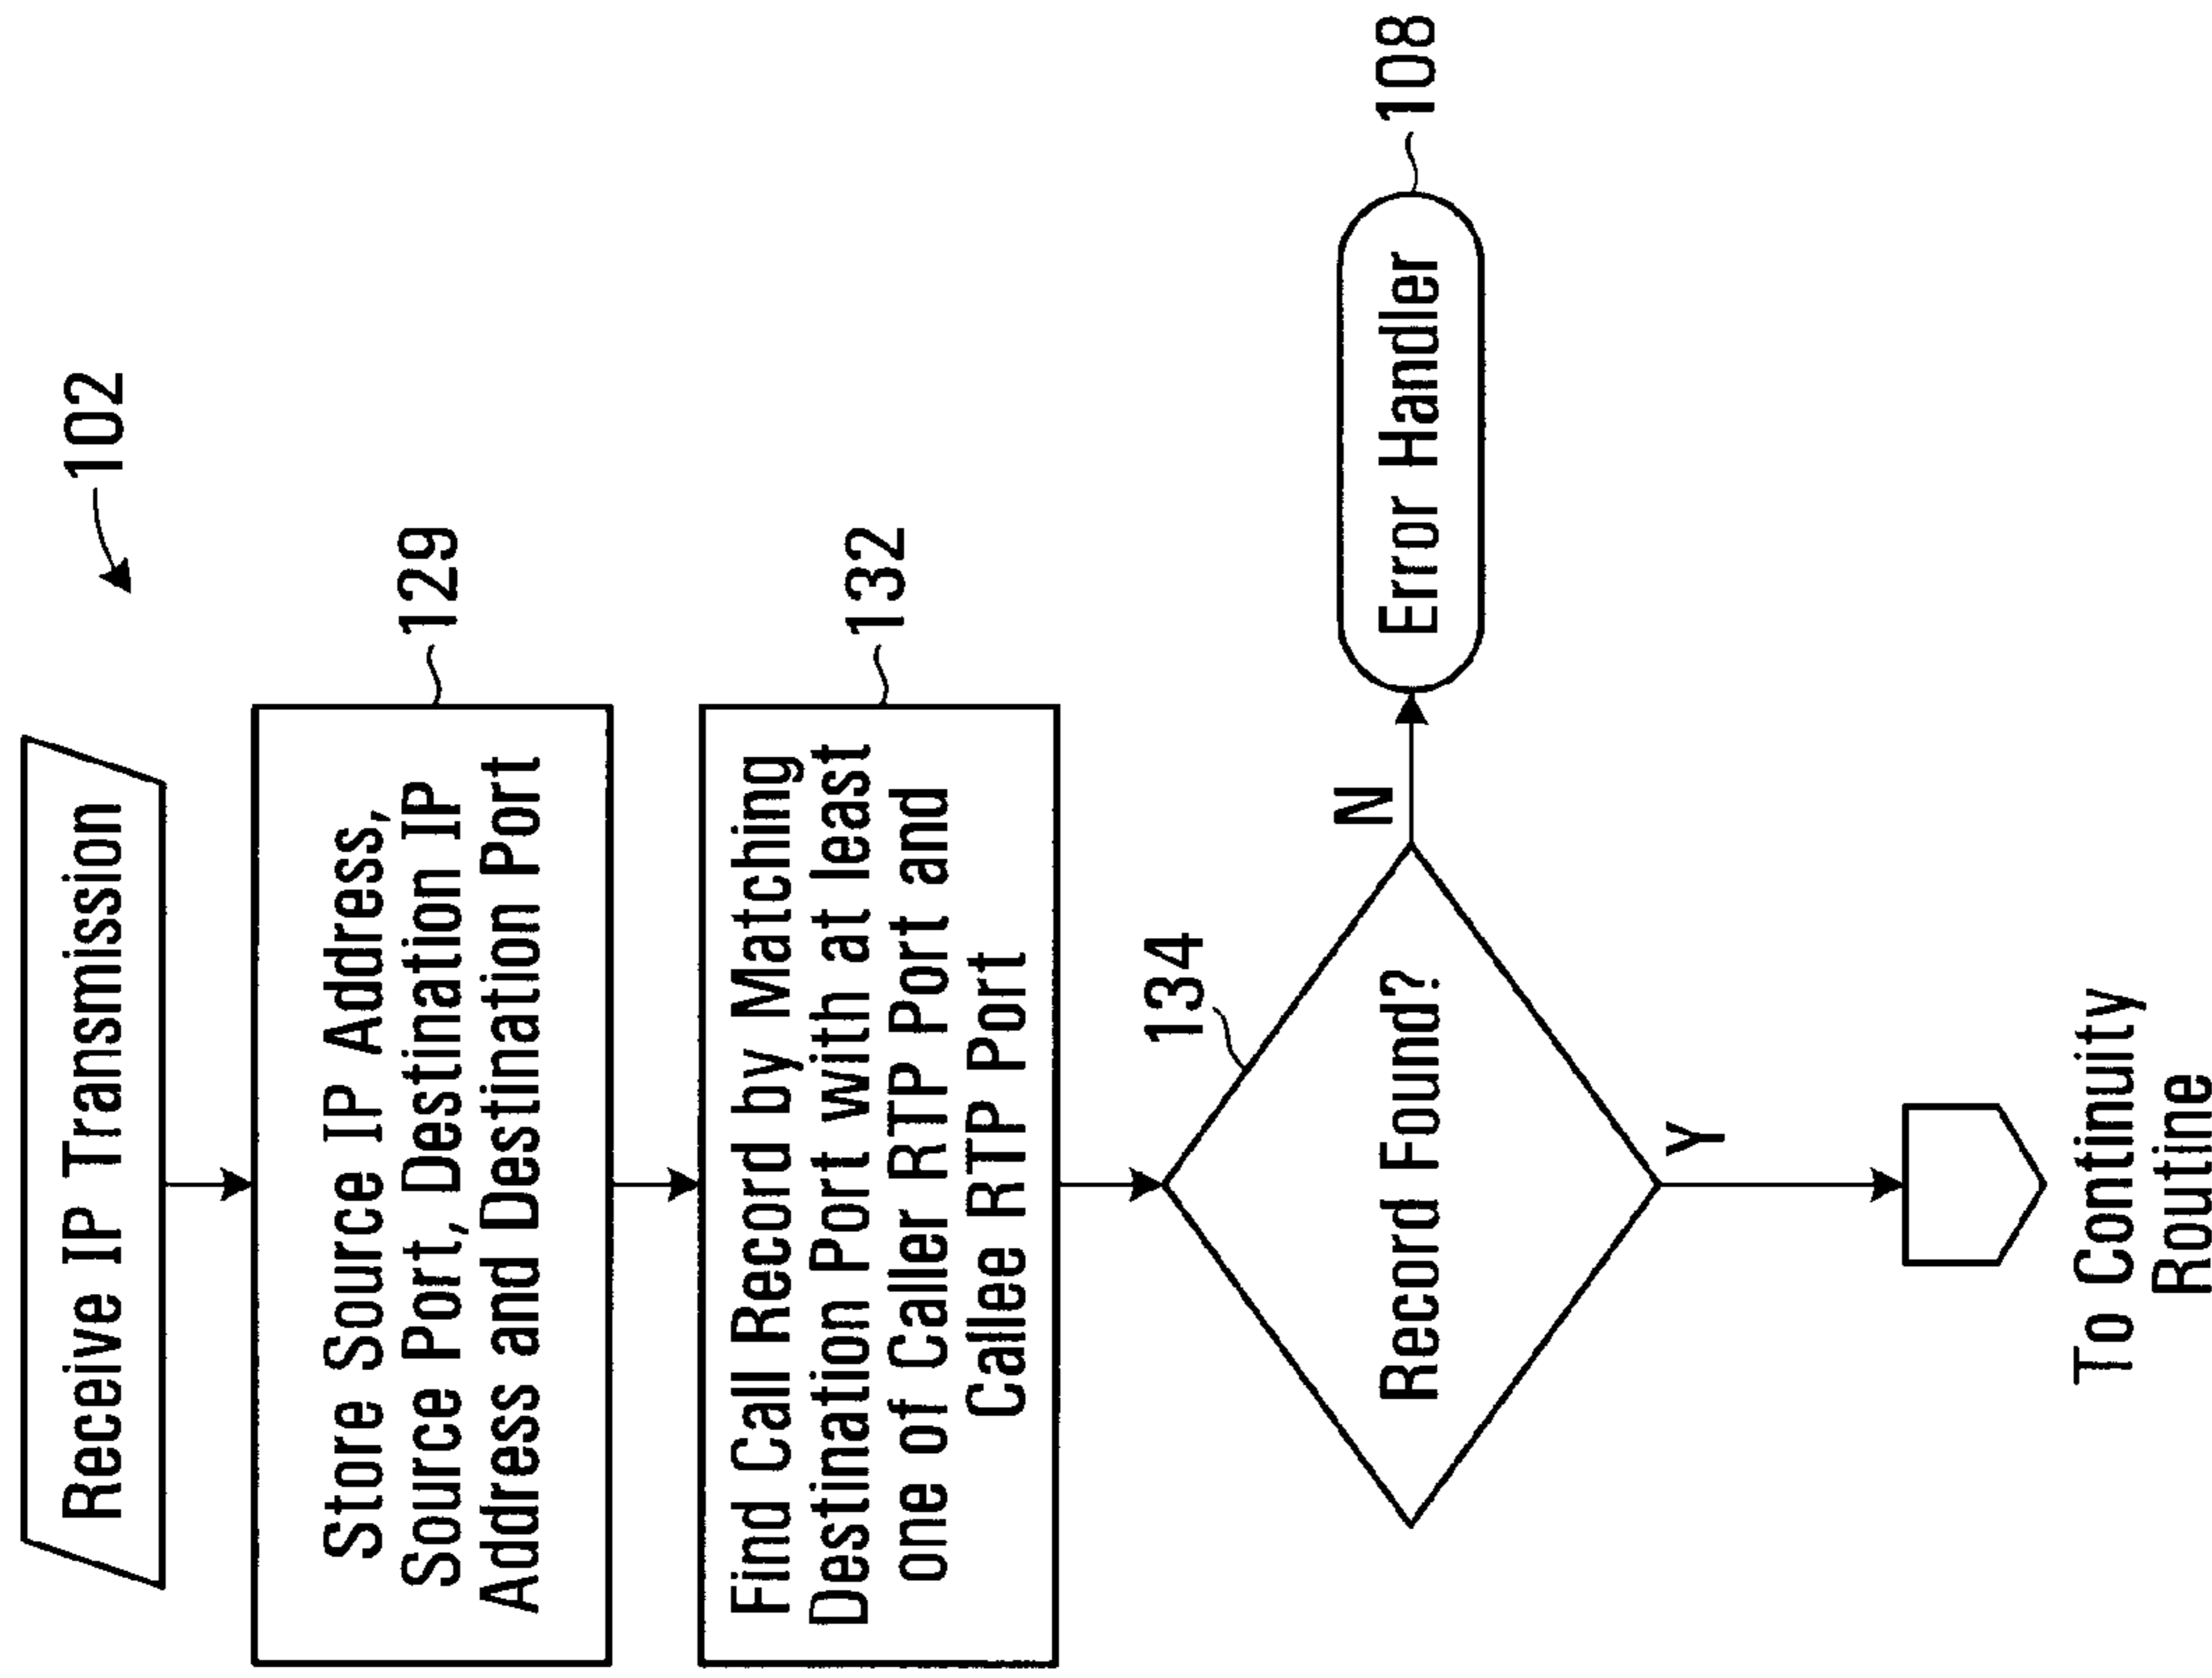 102
Receive IP Transmission
Store Source IP Address,
Source Port, Destination IP
Address and Destination Port
129
Find Call Record by Matching
Destination Port with at least
one of Caller RTP Port and
Callee RTP Port
132
134
Record Found?
N
Error Handler
108
Y
To Continuity
Routine